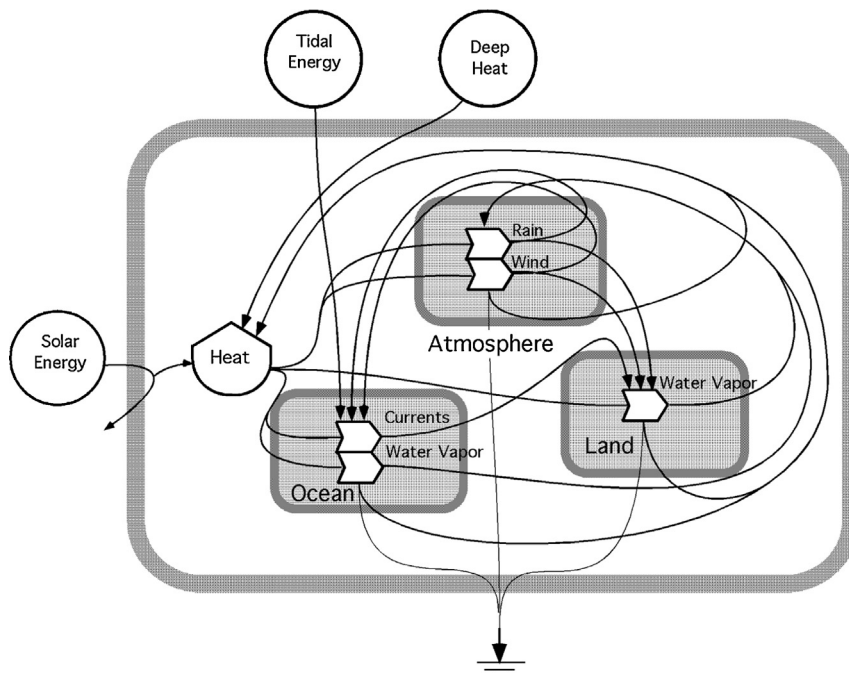 Tidal
Energy
Deep
Heat
Rain
Wind
Atmosphere
Solar
Energy
Heat
Water Vapor
Land
Currents
Water Vapor
Ocean